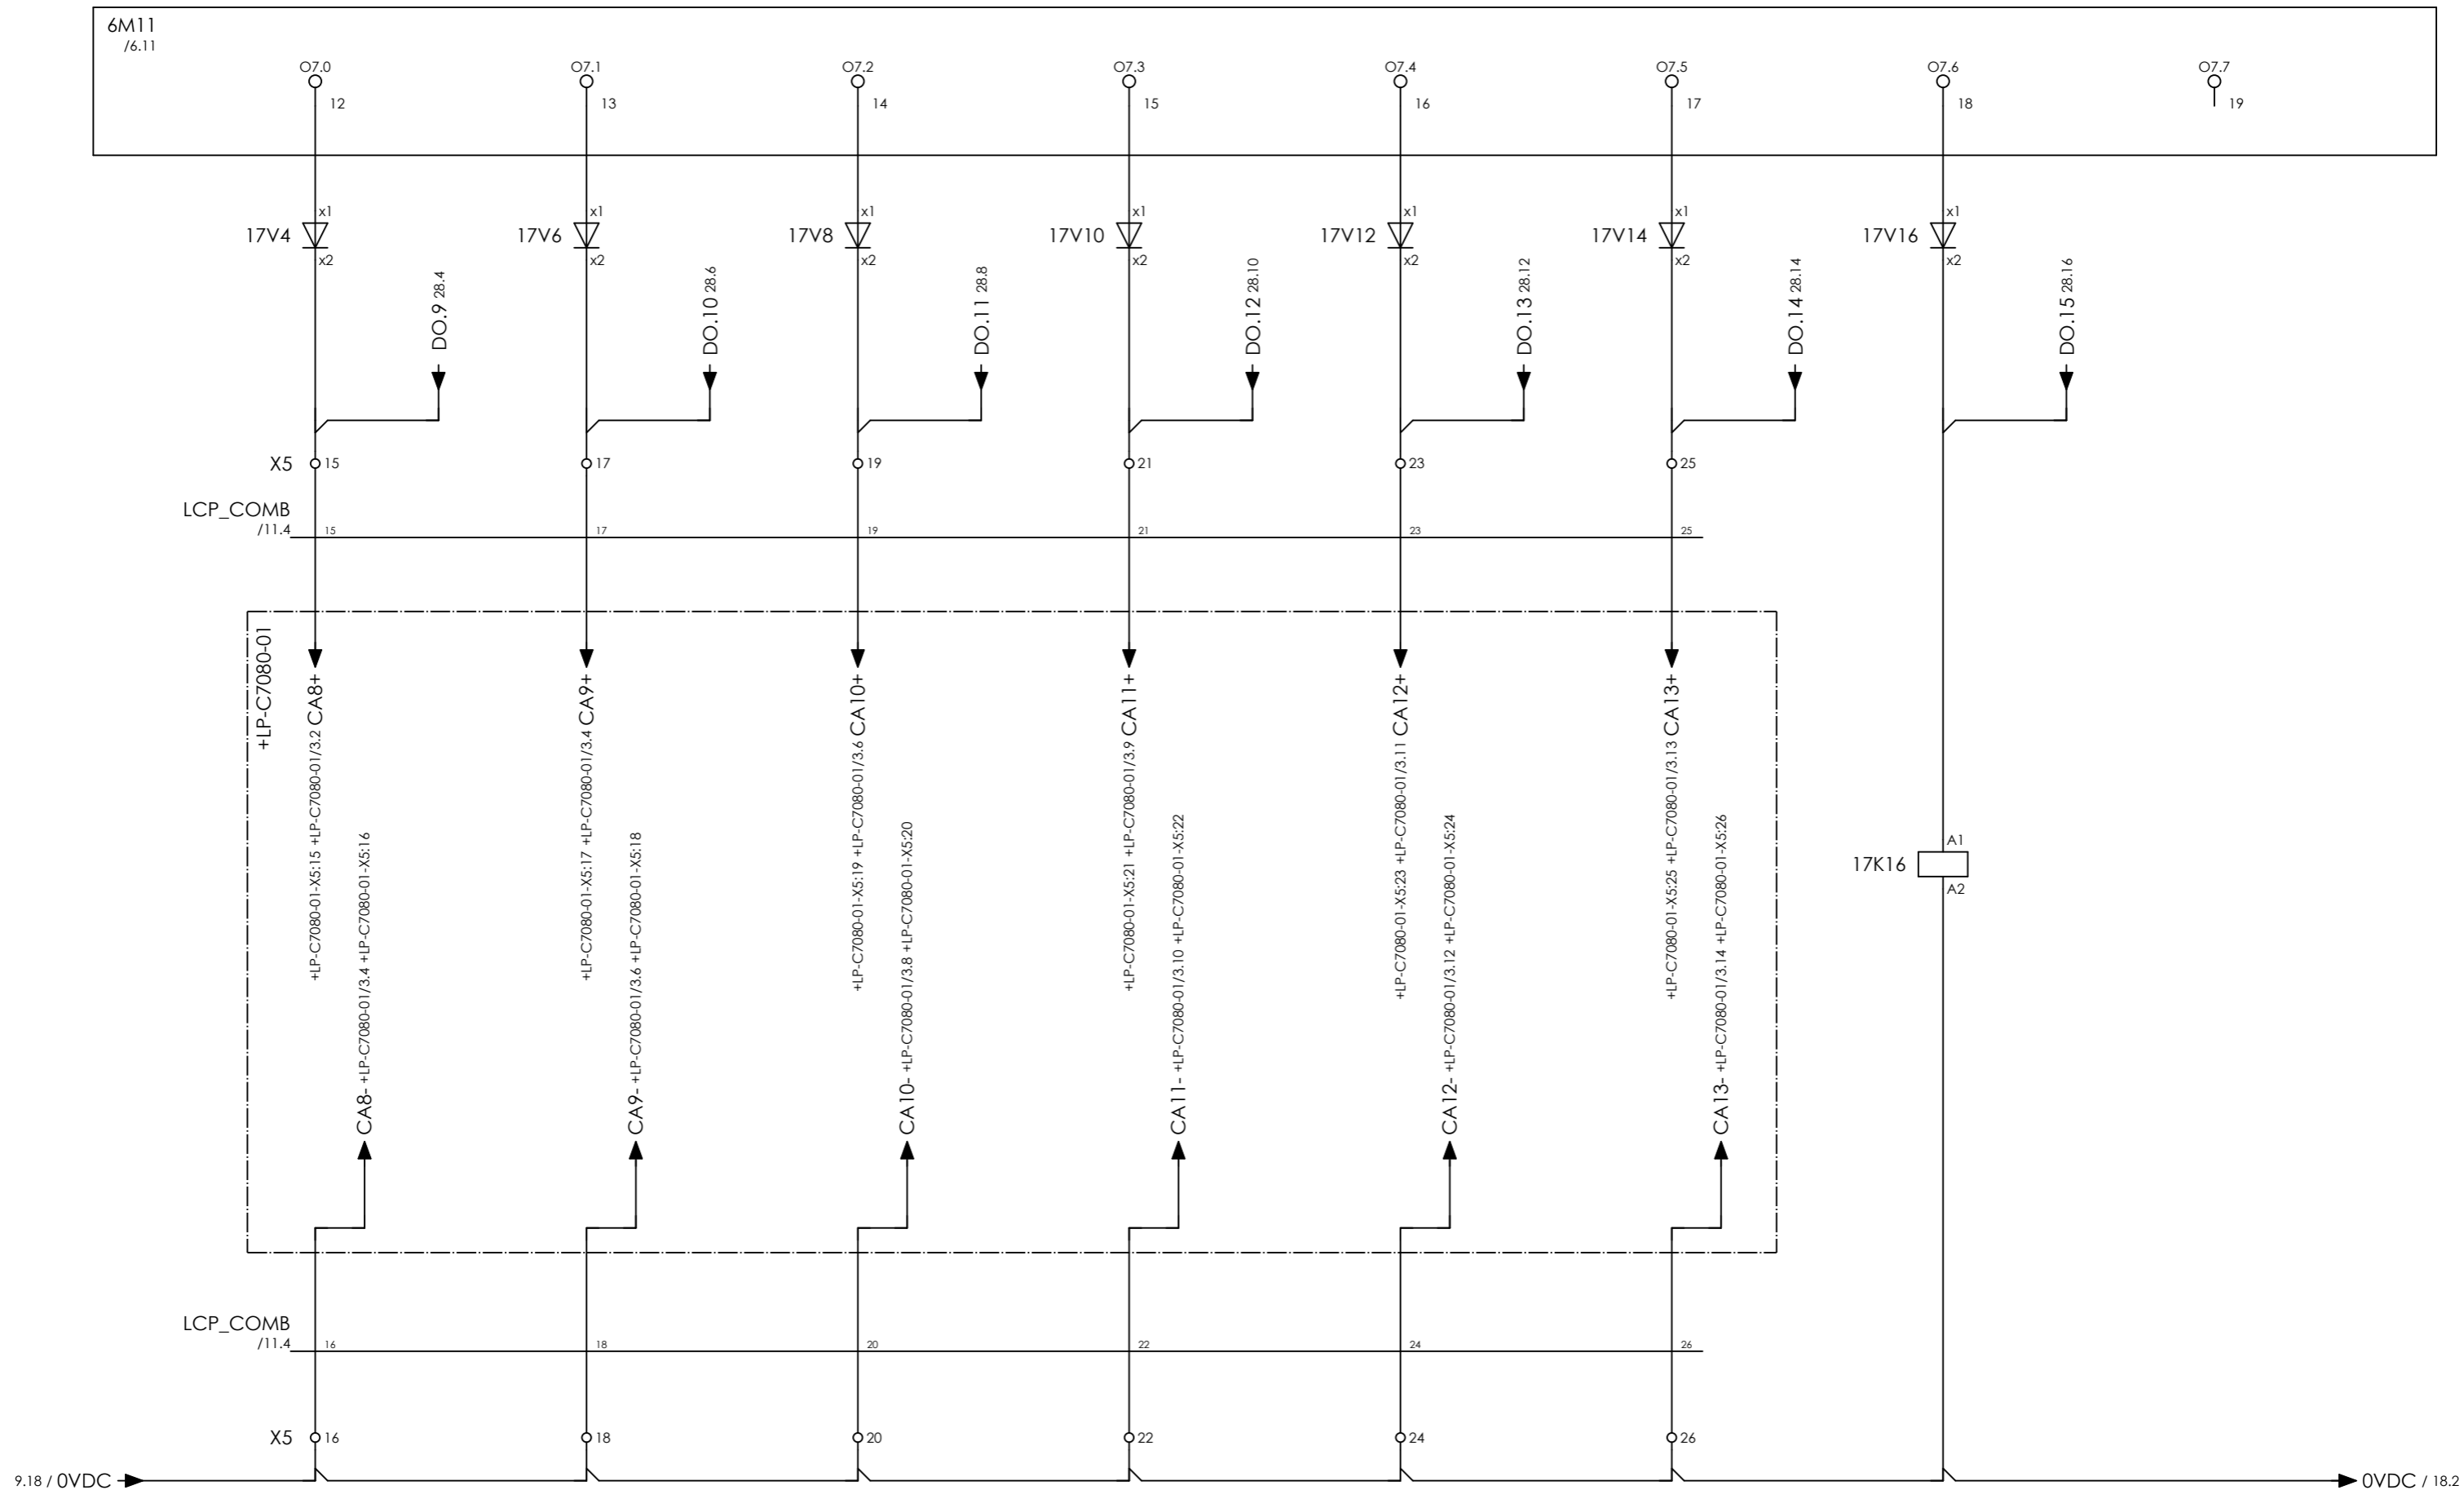 6M11
/6.11
O7.0 O7.1 O7.2 O7.3 O7.4 O7.5 O7.6 O7.7
12 13 14 15 16 17 18 19
x1 x1 x1 x1 x1 x1 x1
17V4 17V6 17V8 17V10 17V12 17V14 17V16
x2 x2 x2 x2 x2 x2 x2
DO.9 28.4
DO.10 28.6
DO.11 28.8
DO.12 28.10
DO.13 28.12
DO.14 28.14
DO.15 28.16
X5 15 17 19 21 23 25
LCP_COMB
/11.4 15 17 19 21 23 25
+LP-C7080-01
+LP-C7080-01-X5:15 +LP-C7080-01/3.2 CA8+
CA8- +LP-C7080-01/3.4 +LP-C7080-01-X5:16
+LP-C7080-01-X5:17 +LP-C7080-01/3.4 CA9+
CA9- +LP-C7080-01/3.6 +LP-C7080-01-X5:18
+LP-C7080-01-X5:19 +LP-C7080-01/3.6 CA10+
CA10- +LP-C7080-01/3.8 +LP-C7080-01-X5:20
+LP-C7080-01-X5:21 +LP-C7080-01/3.9 CA11+
CA11- +LP-C7080-01/3.10 +LP-C7080-01-X5:22
+LP-C7080-01-X5:23 +LP-C7080-01/3.11 CA12+
CA12- +LP-C7080-01/3.12 +LP-C7080-01-X5:24
+LP-C7080-01-X5:25 +LP-C7080-01/3.13 CA13+
CA13- +LP-C7080-01/3.14 +LP-C7080-01-X5:26
A1
17K16
A2
LCP_COMB
/11.4 16 18 20 22 24 26
X5 16 18 20 22 24 26
9.18 / 0VDC 0VDC / 18.2